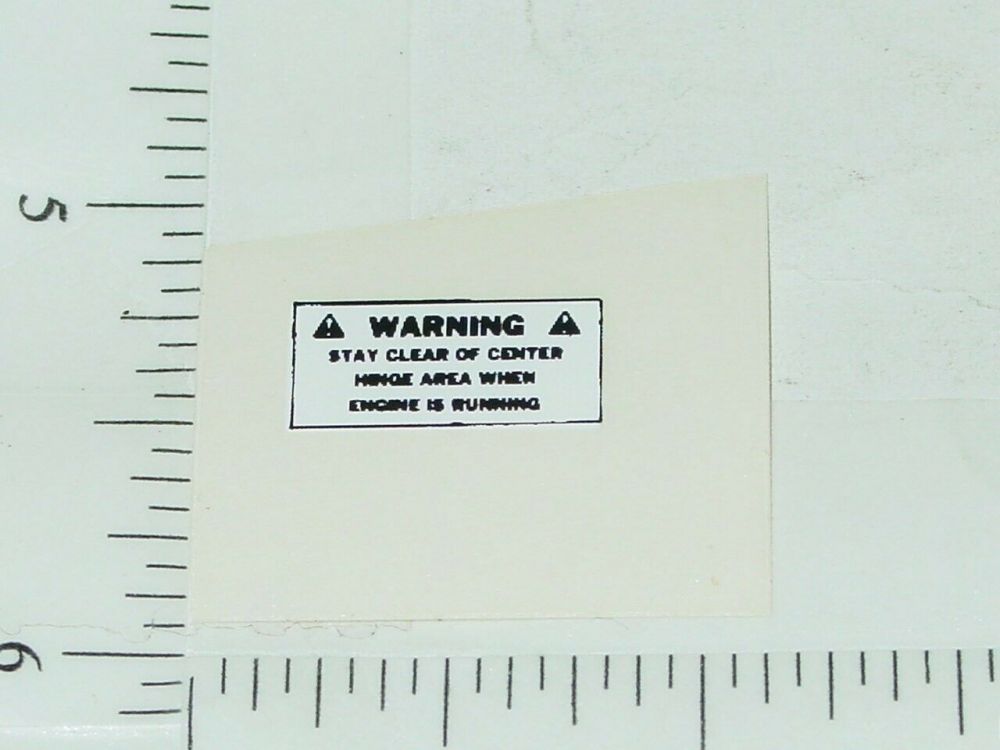 5
WARNING
STAY CLEAR OF CENTER
HINGE AREA WHEN
ENGINE IS RUNNING
6